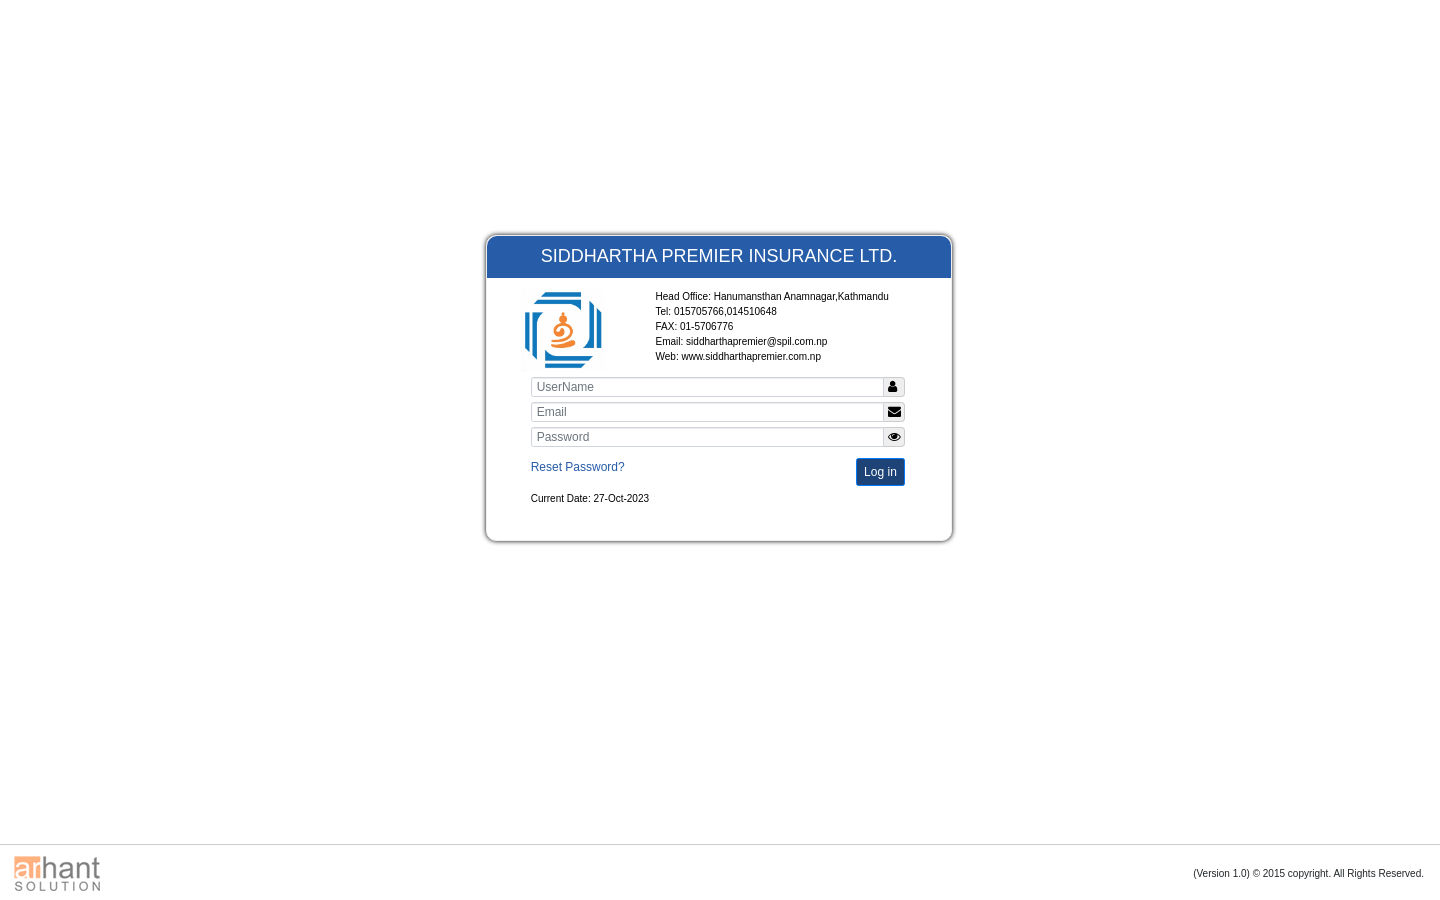 SIDDHARTHA PREMIER INSURANCE LTD.
Head Office: Hanumansthan Anamnagar,Kathmandu
Tel: 015705766,014510648
FAX: 01-5706776
Email: siddharthapremier@spil.com.np
Web: www.siddharthapremier.com.np
UserName
Email
Password
Reset Password?
Log in
Current Date: 27-Oct-2023
arhant
SOLUTION
(Version 1.0) © 2015 copyright. All Rights Reserved.